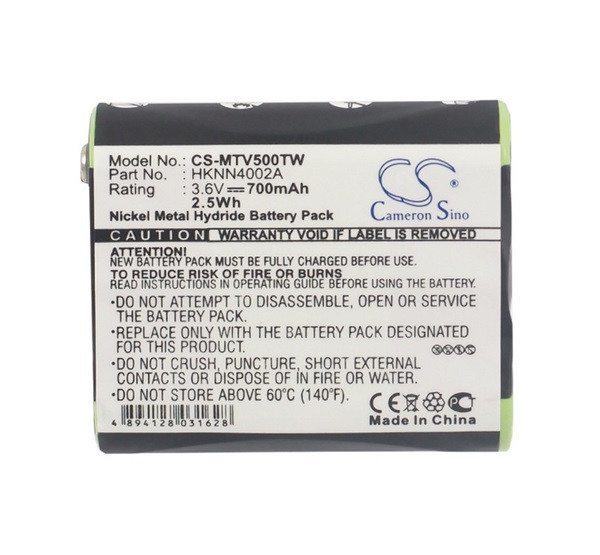 Model No.: CS-MTV500TW
Part No. : HKNN4002A
Rating : 3.6V⎓700mAh
2.5Wh
Nickel Metal Hydride Battery Pack
CS
Cameron Sino
CAUTION WARRANTY VOID IF LABEL REMOVED
ATTENTION!
NEW BATTERY PACK MUST BE FULLY CHARGED BEFORE USE.
TO REDUCE RISK OF FIRE OR BURNS
READ INSTRUCTIONS IN OPERATING GUIDE BEFORE USING BATTERY
•DO NOT ATTEMPT TO DISASSEMBLE, OPEN OR SERVICE
THE BATTERY PACK.
•REPLACE ONLY WITH THE BATTERY PACK DESIGNATED
FOR THIS PRODUCT.
•DO NOT CRUSH, PUNCTURE, SHORT EXTERNAL
CONTACTS OR DISPOSE OF IN FIRE OR WATER.
•DO NOT STORE ABOVE 60℃ (140℉).
4 894128 031628
CE PC
Made In China